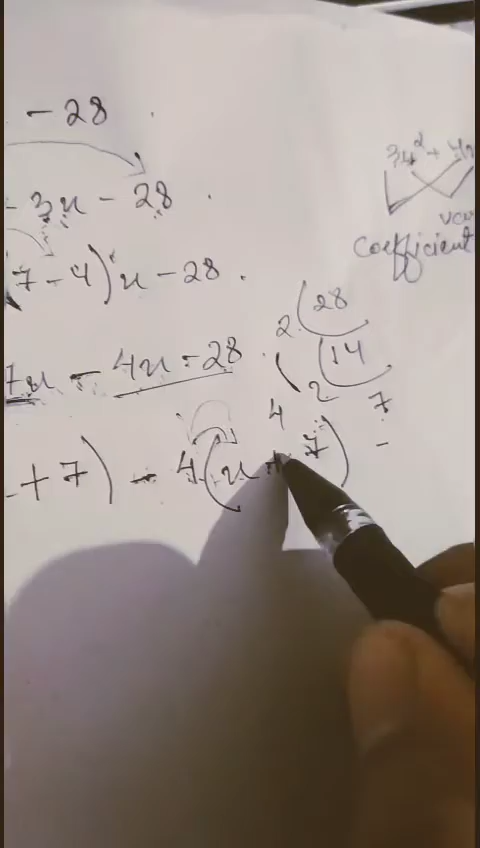 - 28
- 3x - 28
(7-4)x - 28
7x - 4x - 28
+ 7) - 4(x + 7)
2 28
2 14
4 7
3x² + 4x
Coefficient